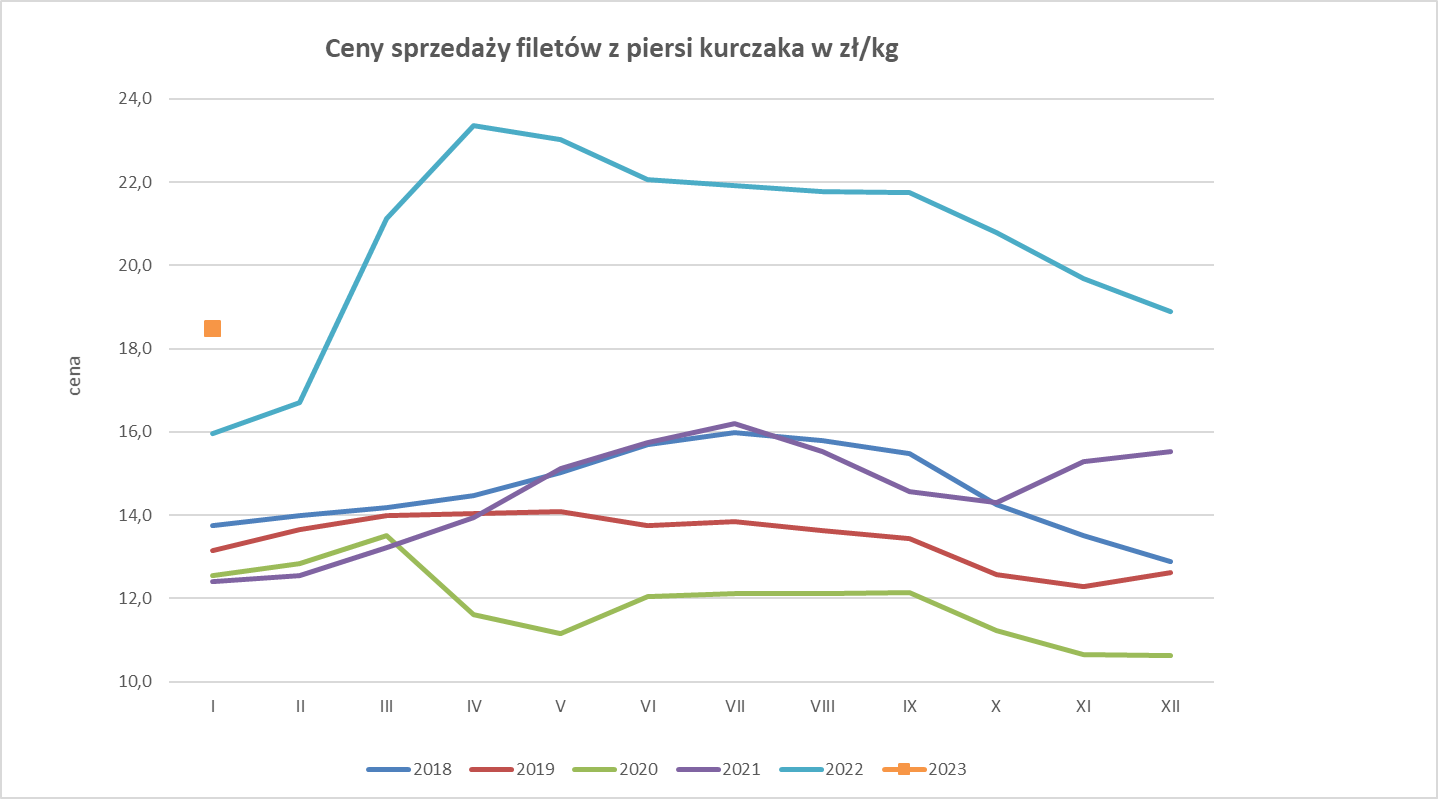 Ceny sprzedaży filetów z piersi kurczaka w zł/kg
24,0
22,0
20,0
18,0
16,0
14,0
12,0
10,0
cena
I II III IV V VI VII VIII IX X XI XII
2018 2019 2020 2021 2022 2023